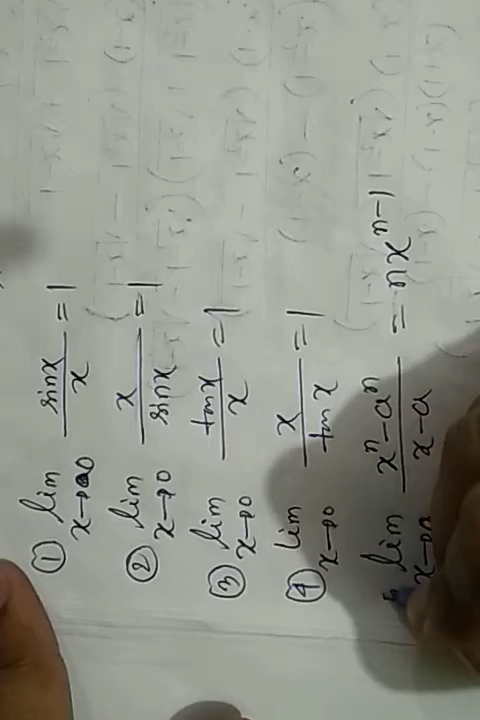 ① lim x→0 sinx/x = 1
② lim x→0 x/sinx = 1
③ lim x→0 tanx/x = 1
④ lim x→0 x/tanx = 1
lim x→a xⁿ-aⁿ/x-a = nxⁿ⁻¹